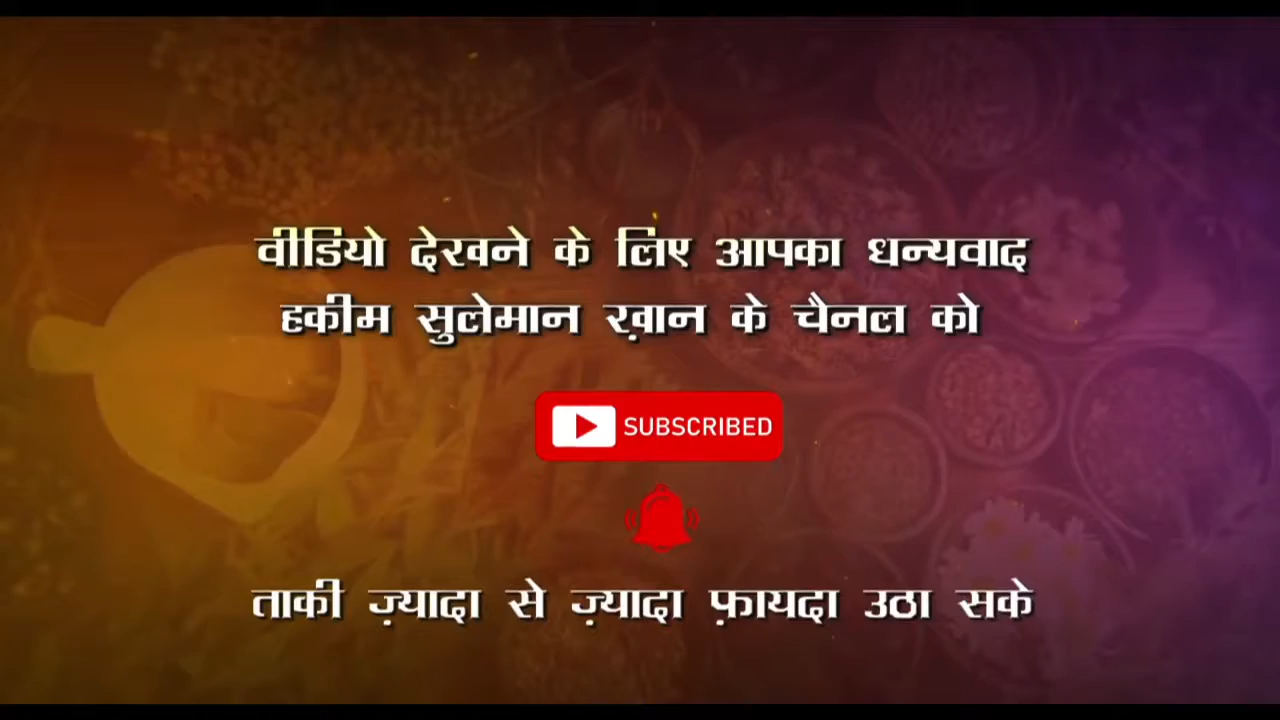 वीडियो देखने के लिए आपका धन्यवाद
हकीम सुलेमान ख़ान के चैनल को
SUBSCRIBED
ताकी ज़्यादा से ज़्यादा फ़ायदा उठा सके